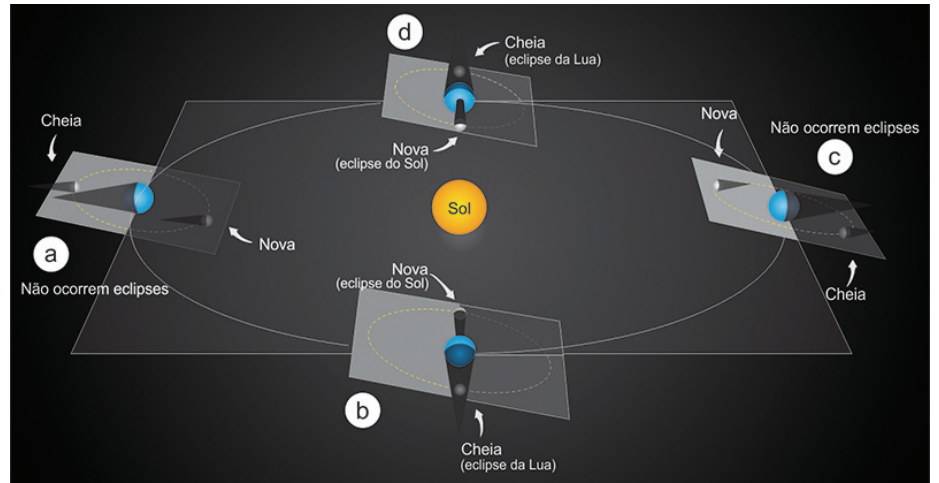 d
Cheia
(eclipse da Lua)
Nova
(eclipse do Sol)
Cheia
Nova
a
Não ocorrem eclipses
Sol
Nova
Não ocorrem eclipses
c
Cheia
Nova
(eclipse do Sol)
b
Cheia
(eclipse da Lua)